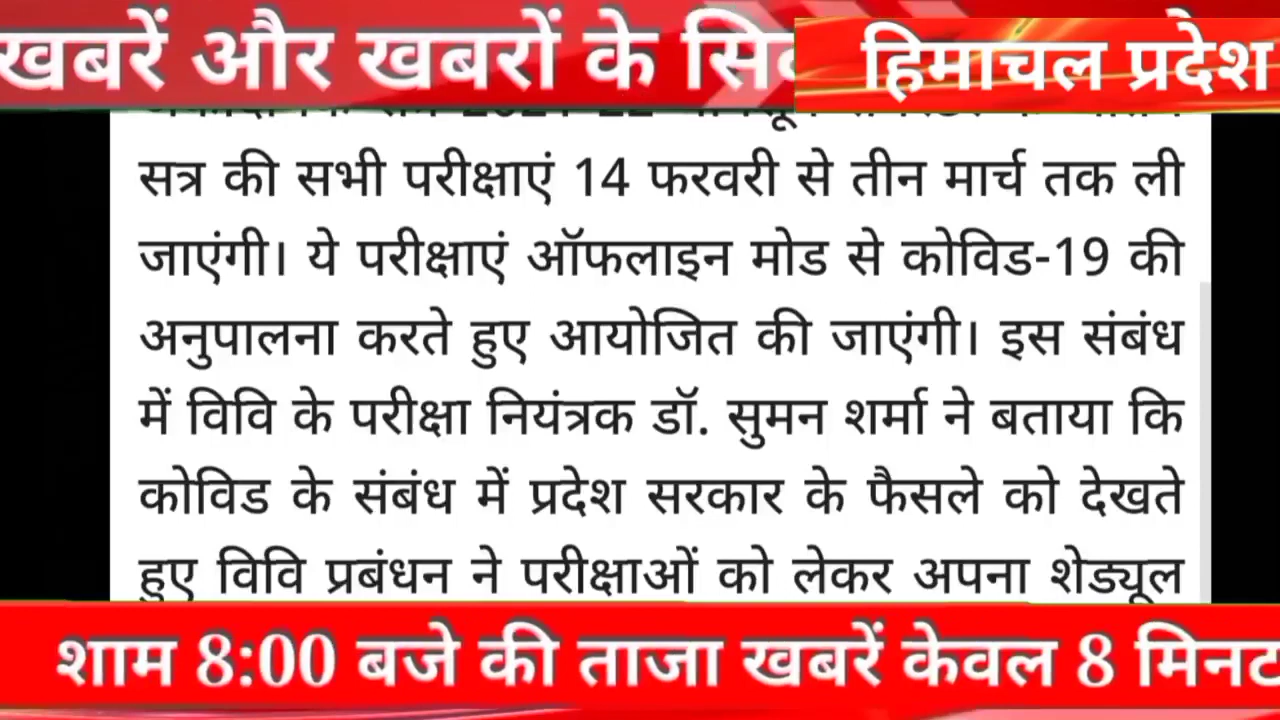 खबरें और खबरों के
हिमाचल प्रदेश
सत्र की सभी परीक्षाएं 14 फरवरी से तीन मार्च तक ली
जाएंगी। ये परीक्षाएं ऑफलाइन मोड से कोविड-19 की
अनुपालना करते हुए आयोजित की जाएंगी। इस संबंध
में विवि के परीक्षा नियंत्रक डॉ. सुमन शर्मा ने बताया कि
कोविड के संबंध में प्रदेश सरकार के फैसले को देखते
हुए विवि प्रबंधन ने परीक्षाओं को लेकर अपना शेड्यूल
शाम 8:00 बजे की ताजा खबरें केवल 8 मिनट